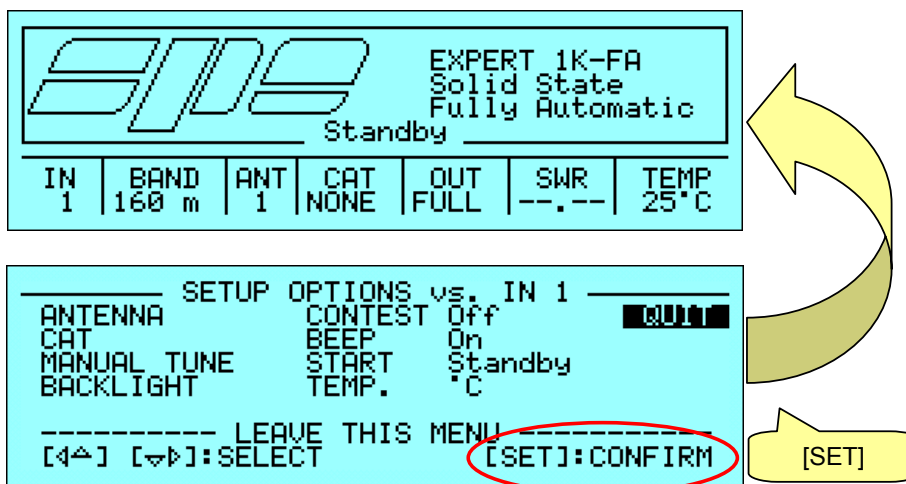 spe
EXPERT 1K-FA
Solid State
Fully Automatic
Standby
IN BAND ANT CAT OUT SWR TEMP
1 160 m 1 NONE FULL --.-- 25°C
SETUP OPTIONS vs. IN 1
ANTENNA CONTEST Off QUIT
CAT BEEP On
MANUAL TUNE START Standby
BACKLIGHT TEMP. °C
---------- LEAVE THIS MENU -----------
[◁△] [▽▷]:SELECT [SET]:CONFIRM
[SET]